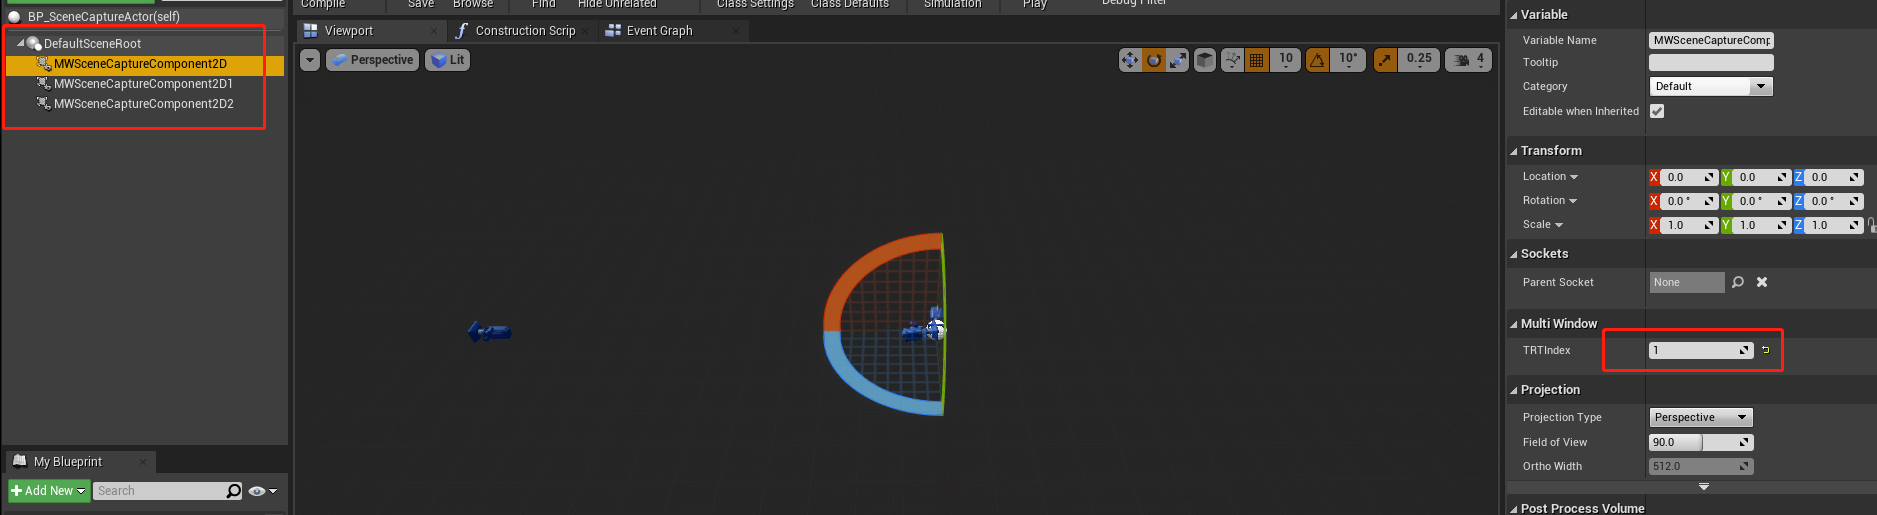 Compile Save Browse Find Hide Unrelated Class Settings Class Defaults Simulation Play Debug Filter
BP_SceneCaptureActor(self)
DefaultSceneRoot
MWSceneCaptureComponent2D
MWSceneCaptureComponent2D1
MWSceneCaptureComponent2D2
My Blueprint
Add New
Search
Viewport
Construction Scrip
Event Graph
Perspective
Lit
10
10°
0.25
4
Variable
Variable Name MWSceneCaptureComp
Tooltip
Category Default
Editable when Inherited
Transform
Location X 0.0 Y 0.0 Z 0.0
Rotation X 0.0 ° Y 0.0 ° Z 0.0 °
Scale X 1.0 Y 1.0 Z 1.0
Sockets
Parent Socket None
Multi Window
TRTIndex 1
Projection
Projection Type Perspective
Field of View 90.0
Ortho Width 512.0
Post Process Volume